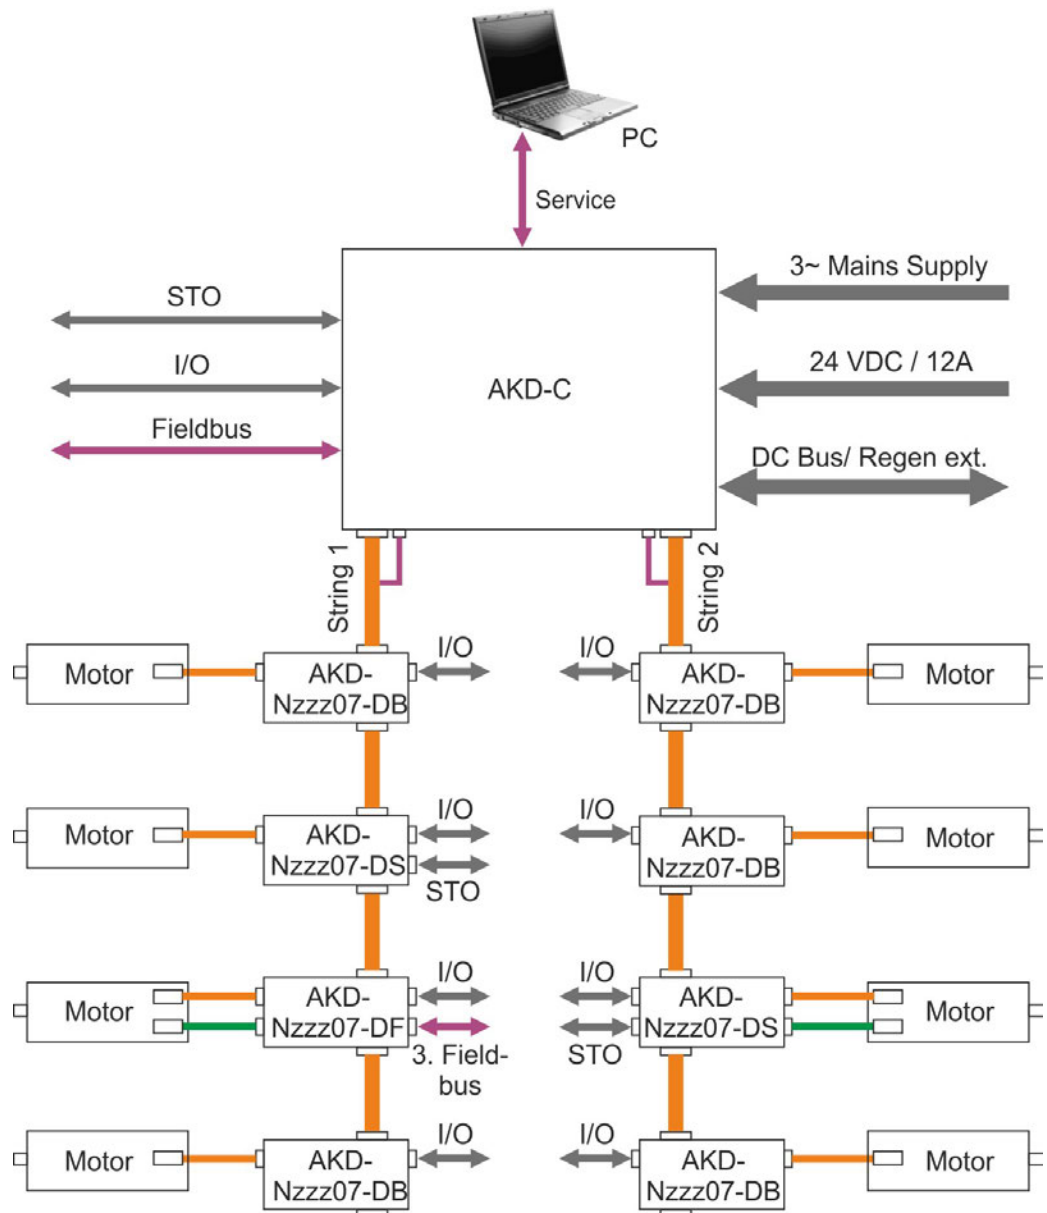 PC
Service
3~ Mains Supply
STO
I/O
24 VDC / 12A
AKD-C
Fieldbus
DC Bus/ Regen ext.
String 1
String 2
Motor
AKD-
Nzzz07-DB
I/O
I/O
AKD-
Nzzz07-DB
Motor
Motor
AKD-
Nzzz07-DS
I/O
STO
I/O
AKD-
Nzzz07-DB
Motor
Motor
AKD-
Nzzz07-DF
I/O
3. Field-
bus
I/O
STO
AKD-
Nzzz07-DS
Motor
Motor
AKD-
Nzzz07-DB
I/O
I/O
AKD-
Nzzz07-DB
Motor